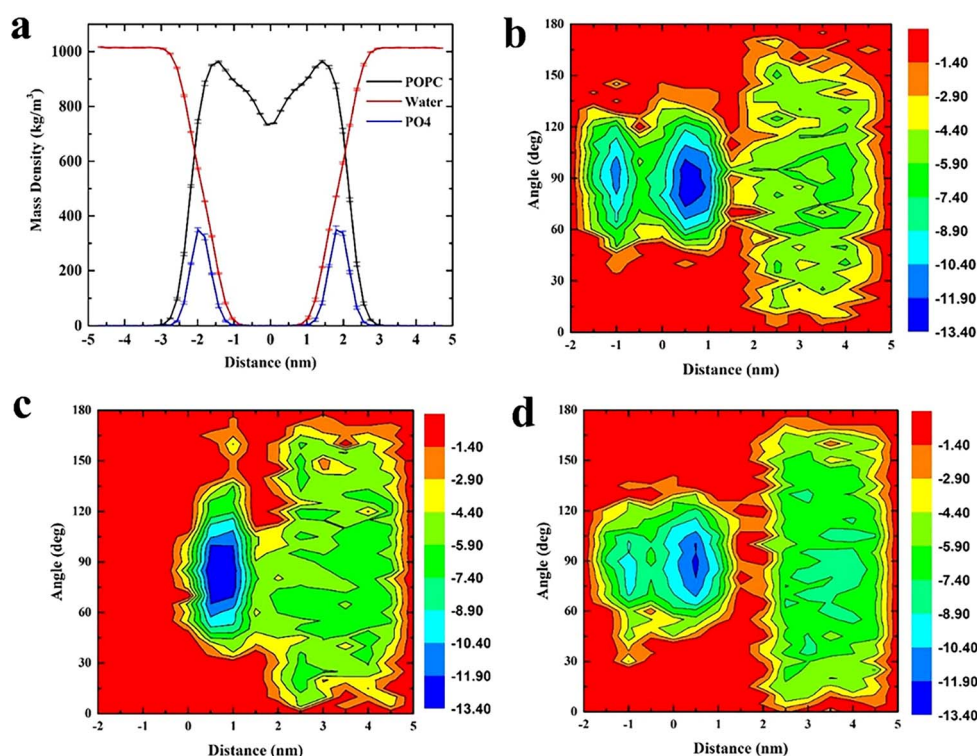 a
Mass Density (kg/m³)
1000
800
600
400
200
0
POPC
Water
PO4
-5 -4 -3 -2 -1 0 1 2 3 4 5
Distance (nm)
b
Angle (deg)
180
150
120
90
60
30
0
-2 -1 0 1 2 3 4 5
Distance (nm)
-1.40
-2.90
-4.40
-5.90
-7.40
-8.90
-10.40
-11.90
-13.40
c
Angle (deg)
180
150
120
90
60
30
0
-2 -1 0 1 2 3 4 5
Distance (nm)
-1.40
-2.90
-4.40
-5.90
-7.40
-8.90
-10.40
-11.90
-13.40
d
Angle (deg)
180
150
120
90
60
30
0
-2 -1 0 1 2 3 4 5
Distance (nm)
-1.40
-2.90
-4.40
-5.90
-7.40
-8.90
-10.40
-11.90
-13.40